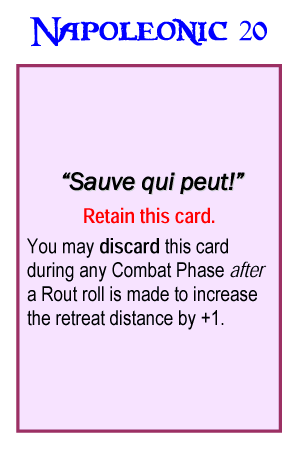 Napoleonic 20
“Sauve qui peut!”
Retain this card.
You may discard this card
during any Combat Phase after
a Rout roll is made to increase
the retreat distance by +1.